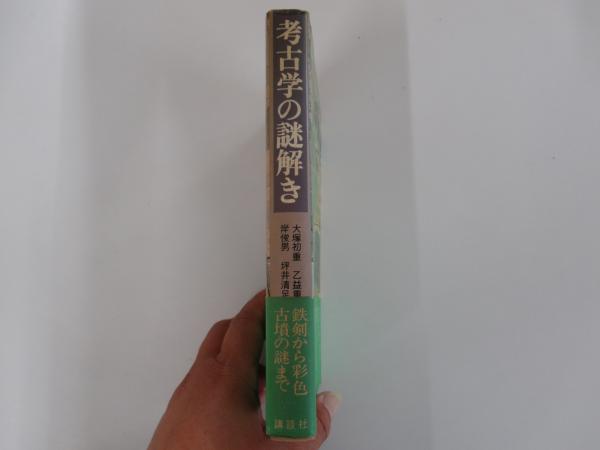 考古学の謎解き
大塚初重 乙益重
岸俊男 坪井清足
鉄剣から彩色
古墳の謎まで
講談社